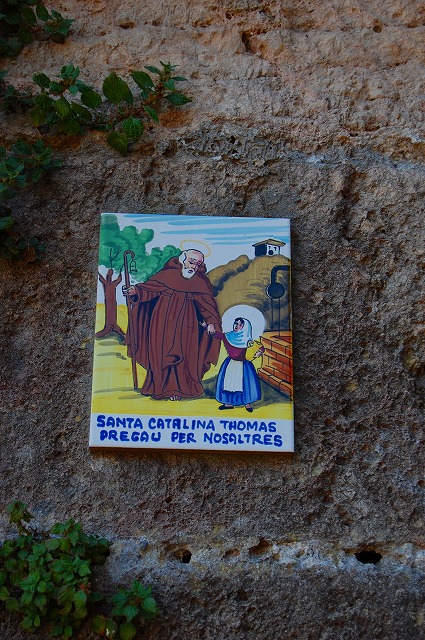 SANTA CATALINA THOMAS
PREGAU PER NOSALTRES